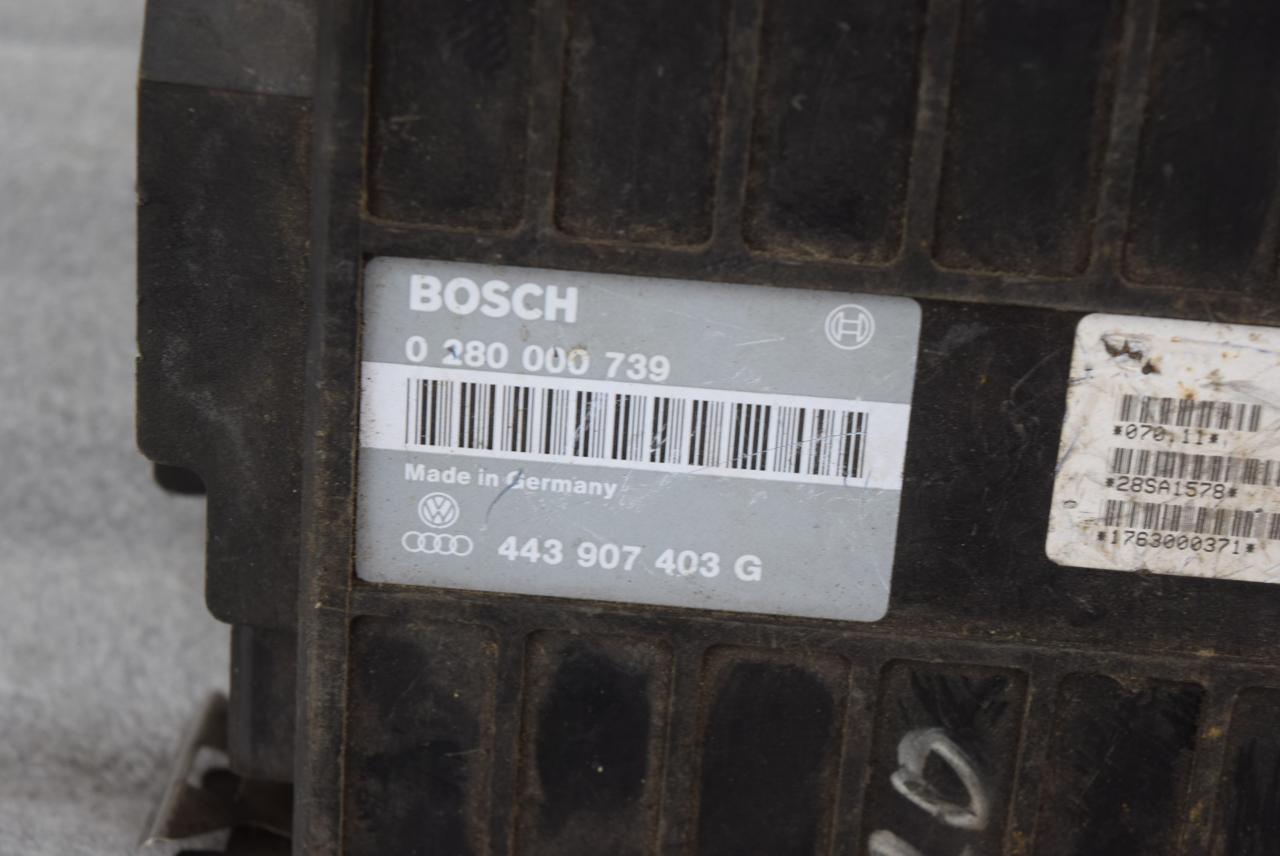 BOSCH
0 280 000 739
Made in Germany
443 907 403 G
*070.11*
*28SA1578*
*1763000371*